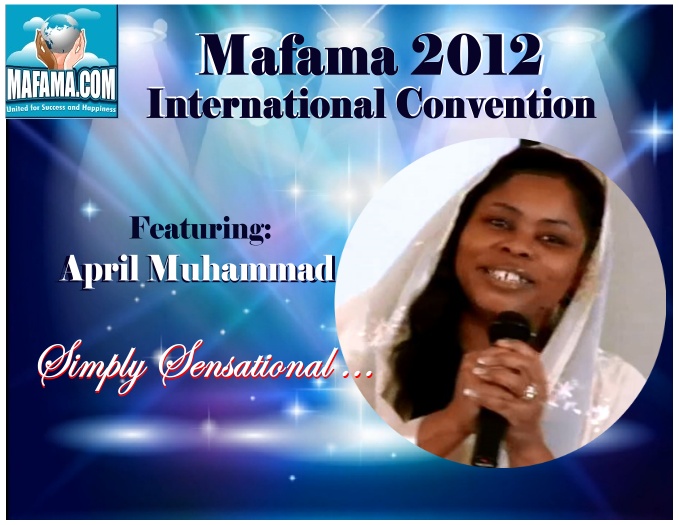 MAFAMA.COM
United for Success and Happiness
Mafama 2012
International Convention
Featuring:
April Muhammad
Simply Sensational ...